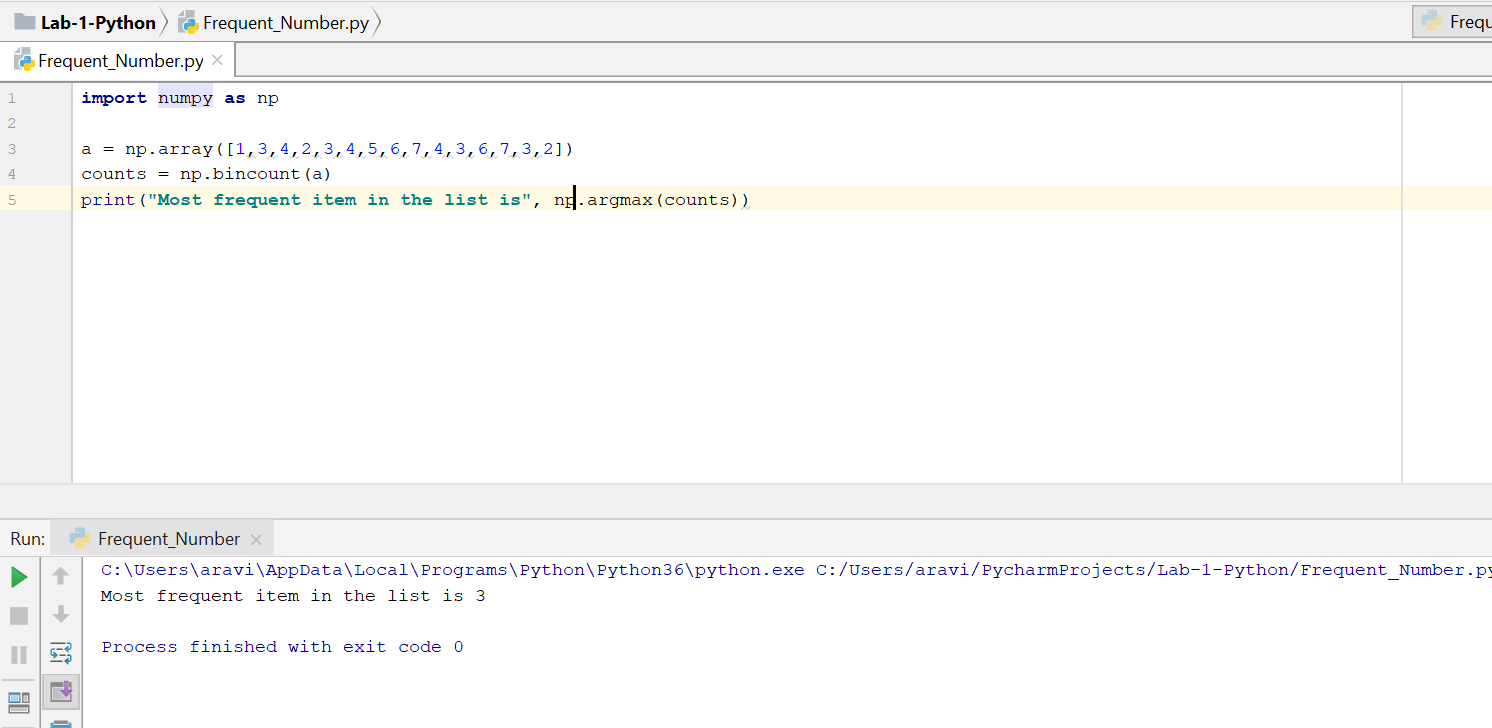 Lab-1-Python Frequent_Number.py
Frequ
Frequent_Number.py
1 import numpy as np
2
3 a = np.array([1,3,4,2,3,4,5,6,7,4,3,6,7,3,2])
4 counts = np.bincount(a)
5 print("Most frequent item in the list is", np.argmax(counts))
Run: Frequent_Number
C:\Users\aravi\AppData\Local\Programs\Python\Python36\python.exe C:/Users/aravi/PycharmProjects/Lab-1-Python/Frequent_Number.py
Most frequent item in the list is 3
Process finished with exit code 0